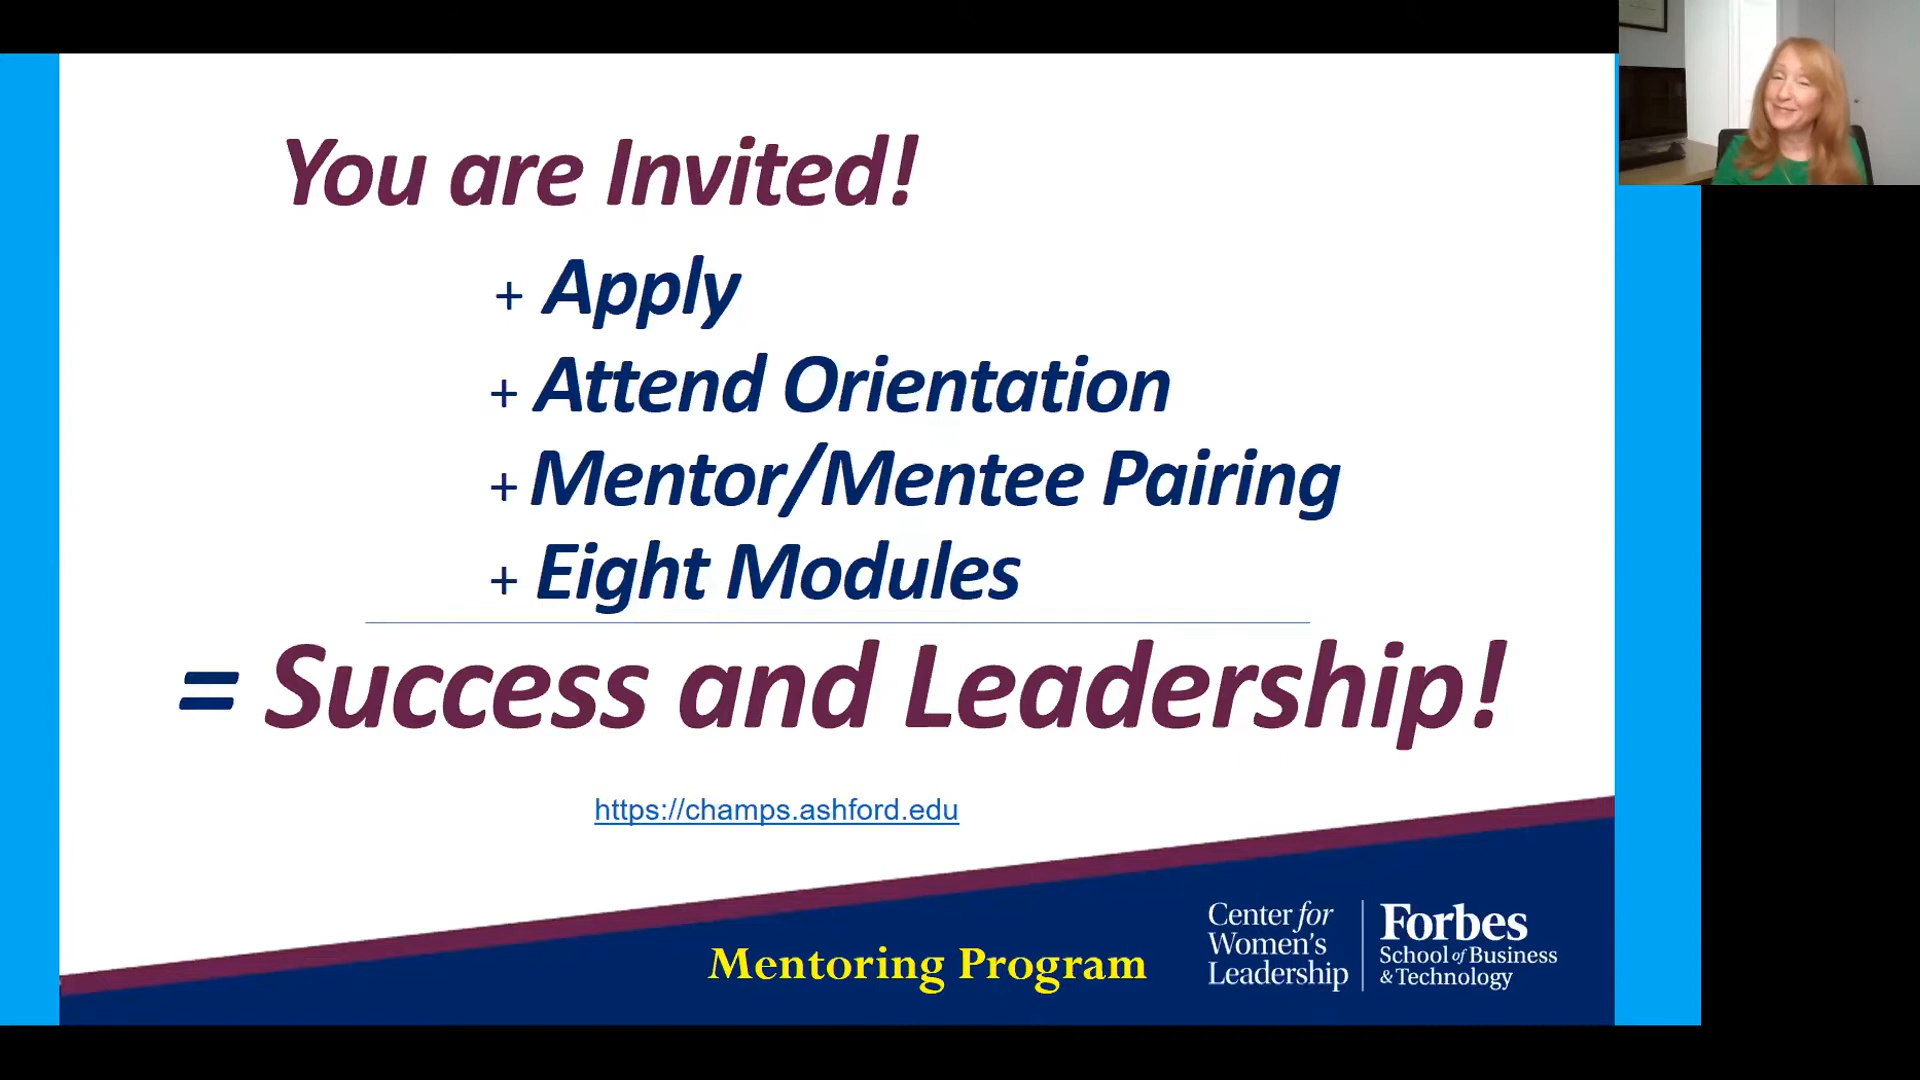 You are Invited!
+ Apply
+ Attend Orientation
+ Mentor/Mentee Pairing
+ Eight Modules
= Success and Leadership!
https://champs.ashford.edu
Mentoring Program
Center for
Women's
Leadership
Forbes
School of Business
& Technology